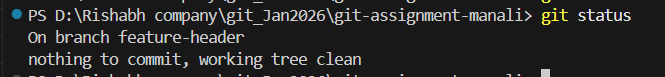 PS D:\Rishabh company\git_Jan2026\git-assignment-manali> git status
On branch feature-header
nothing to commit, working tree clean